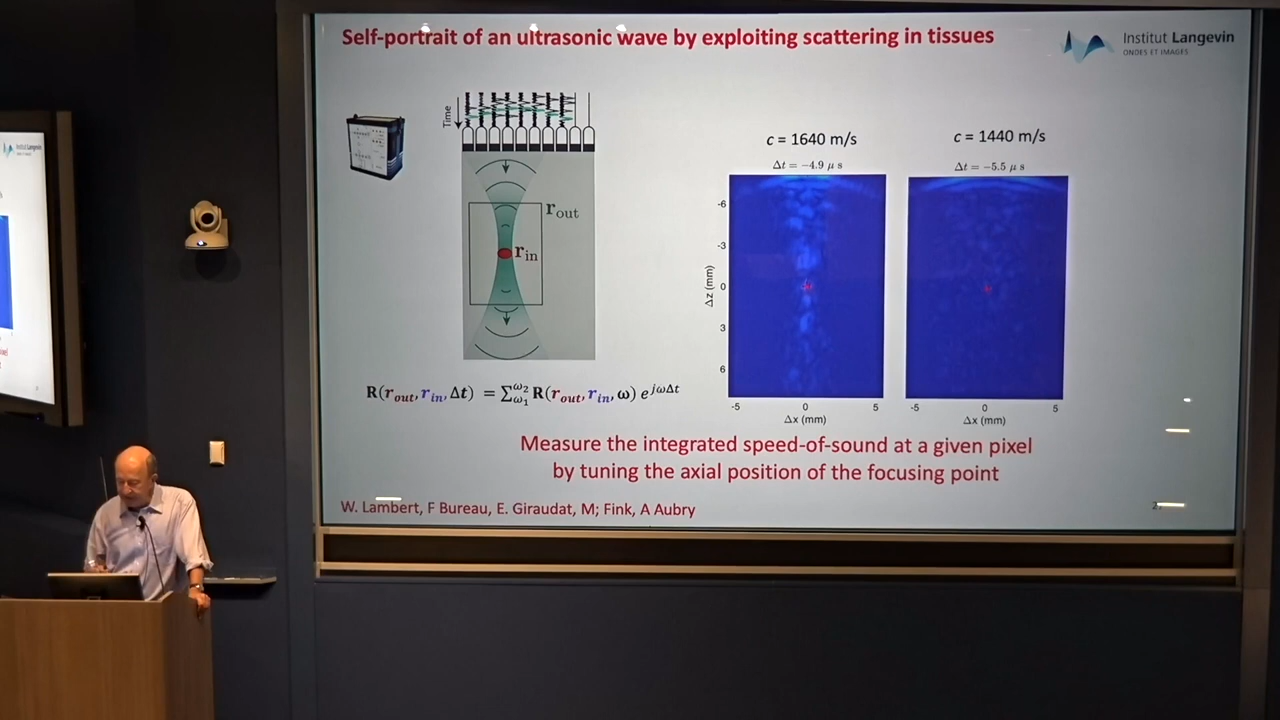 Self-portrait of an ultrasonic wave by exploiting scattering in tissues
Institut Langevin
ONDES ET IMAGES
Time
r_out
r_in
R(r_out, r_in, Δt) = ∑_{ω1}^{ω2} R(r_out, r_in, ω) e^{jωΔt}
c = 1640 m/s
Δt = −4.9 μ s
-6
-3
0
3
6
Δz (mm)
-5 0 5
Δx (mm)
c = 1440 m/s
Δt = −5.5 μ s
-5 0 5
Δx (mm)
Measure the integrated speed-of-sound at a given pixel
by tuning the axial position of the focusing point
W. Lambert, F Bureau, E. Giraudat, M; Fink, A Aubry